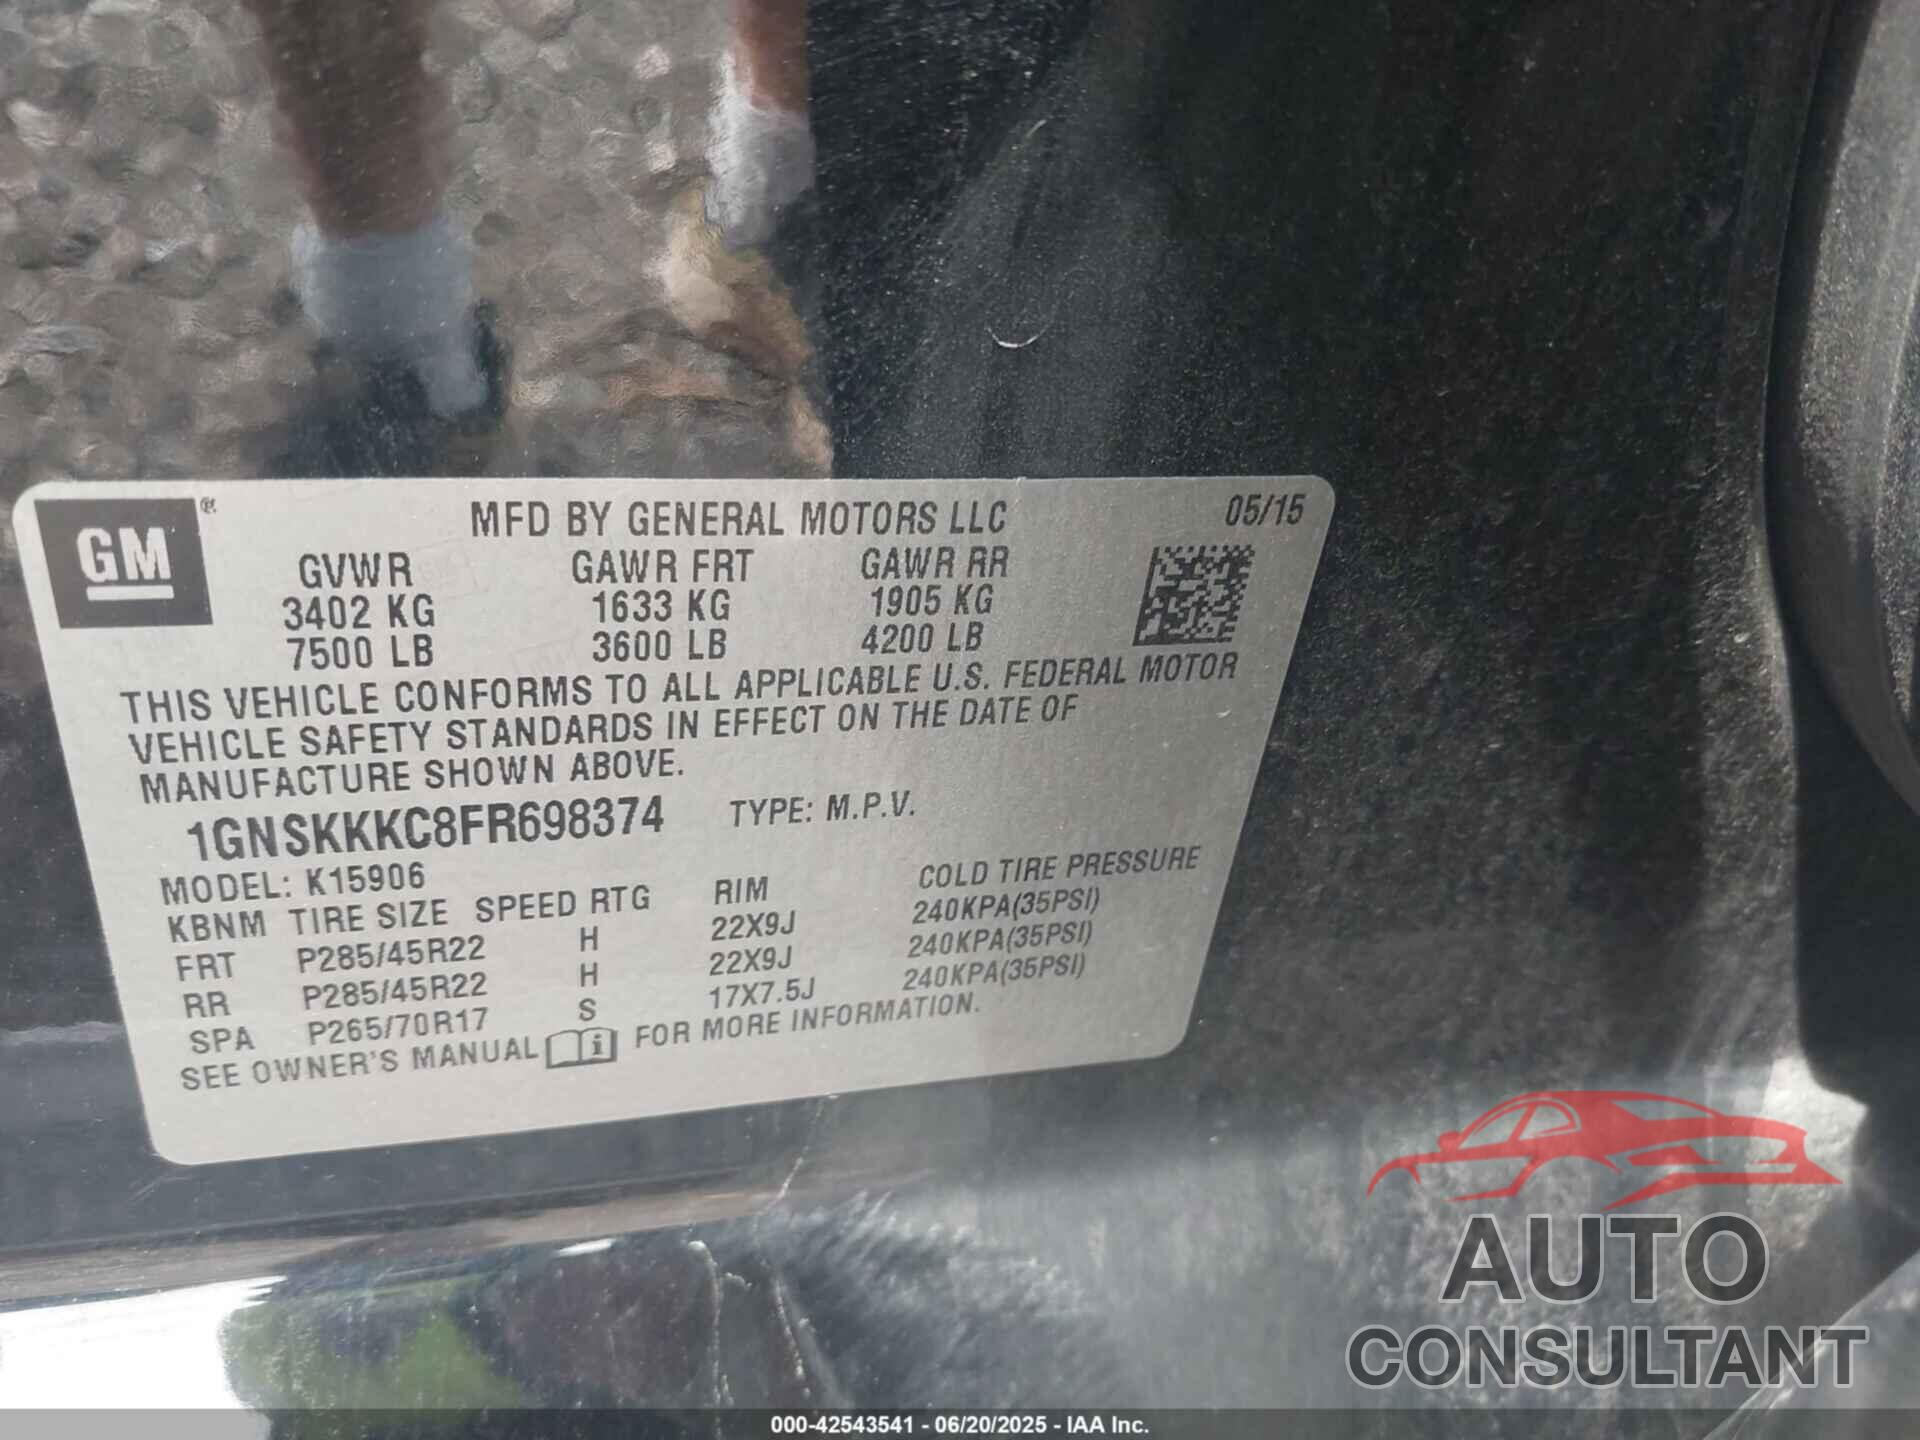 GM ®
MFD BY GENERAL MOTORS LLC 05/15
GVWR GAWR FRT GAWR RR
3402 KG 1633 KG 1905 KG
7500 LB 3600 LB 4200 LB
THIS VEHICLE CONFORMS TO ALL APPLICABLE U.S. FEDERAL MOTOR
VEHICLE SAFETY STANDARDS IN EFFECT ON THE DATE OF
MANUFACTURE SHOWN ABOVE.
1GNSKKKC8FR698374 TYPE: M.P.V.
MODEL: K15906
KBNM TIRE SIZE SPEED RTG RIM COLD TIRE PRESSURE
FRT P285/45R22 H 22X9J 240KPA(35PSI)
RR P285/45R22 H 22X9J 240KPA(35PSI)
SPA P265/70R17 S 17X7.5J 240KPA(35PSI)
SEE OWNER'S MANUAL i FOR MORE INFORMATION.
AUTO
CONSULTANT
000-42543541 - 06/20/2025 - IAA Inc.